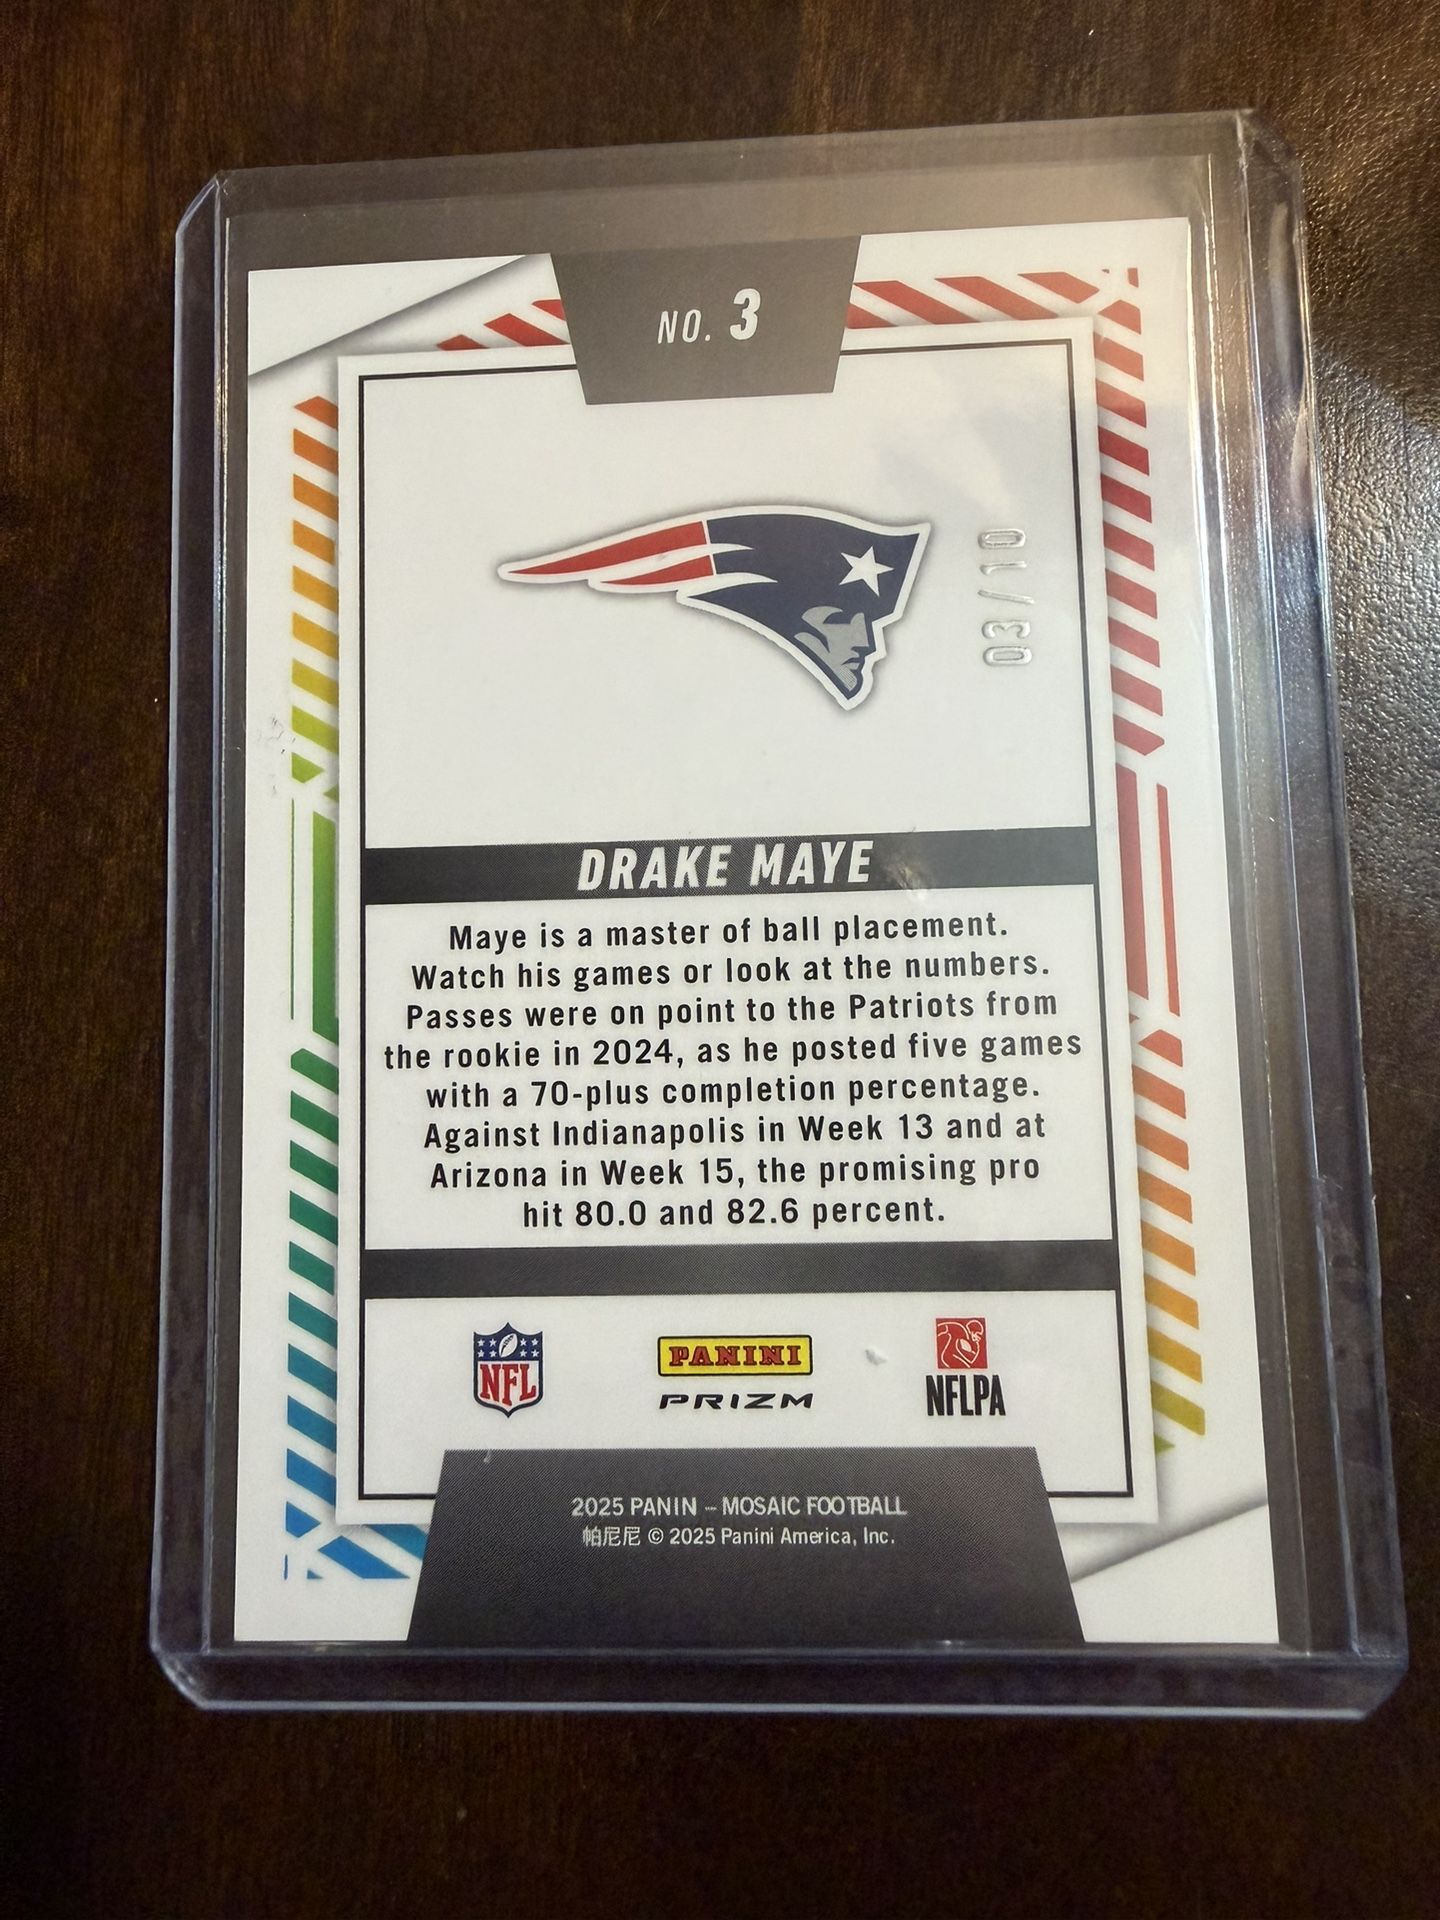 NO. 3
03/10
DRAKE MAYE
Maye is a master of ball placement.
Watch his games or look at the numbers.
Passes were on point to the Patriots from
the rookie in 2024, as he posted five games
with a 70-plus completion percentage.
Against Indianapolis in Week 13 and at
Arizona in Week 15, the promising pro
hit 80.0 and 82.6 percent.
NFL
PANINI
PRIZM
NFLPA
2025 PANINI – MOSAIC FOOTBALL
帕尼尼 © 2025 Panini America, Inc.